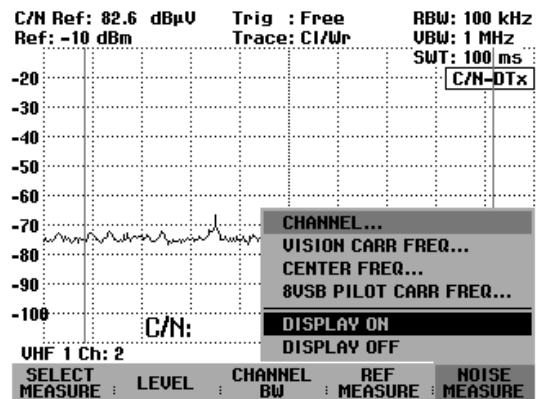 C/N Ref: 82.6 dBµV Trig : Free RBW: 100 kHz
Ref: -10 dBm Trace: Cl/Wr VBW: 1 MHz
SWT: 100 ms
C/N-DTx
-20
-30
-40
-50
-60
-70
-80
-90
-100
CHANNEL...
VISION CARR FREQ...
CENTER FREQ...
8VSB PILOT CARR FREQ...
DISPLAY ON
DISPLAY OFF
C/N:
VHF 1 Ch: 2
SELECT MEASURE : LEVEL : CHANNEL BW : REF MEASURE : NOISE MEASURE